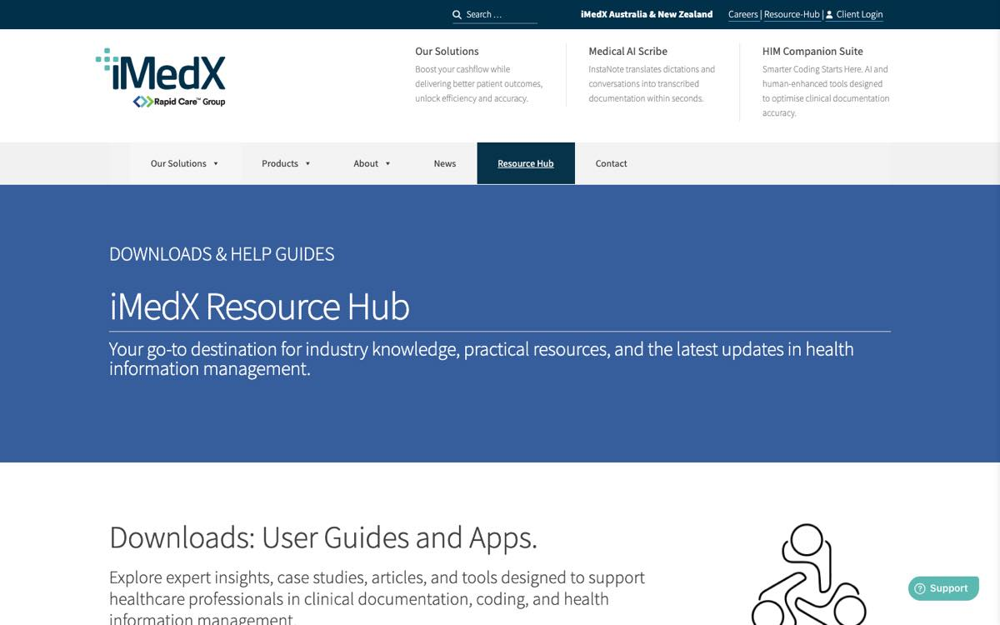 Search …
iMedX Australia & New Zealand
Careers | Resource-Hub | Client Login
iMedX
Rapid Care™ Group
Our Solutions
Boost your cashflow while
delivering better patient outcomes,
unlock efficiency and accuracy.
Medical AI Scribe
InstaNote translates dictations and
conversations into transcribed
documentation within seconds.
HIM Companion Suite
Smarter Coding Starts Here. AI and
human-enhanced tools designed
to optimise clinical documentation
accuracy.
Our Solutions
Products
About
News
Resource Hub
Contact
DOWNLOADS & HELP GUIDES
iMedX Resource Hub
Your go-to destination for industry knowledge, practical resources, and the latest updates in health
information management.
Downloads: User Guides and Apps.
Explore expert insights, case studies, articles, and tools designed to support
healthcare professionals in clinical documentation, coding, and health
information management.
Support